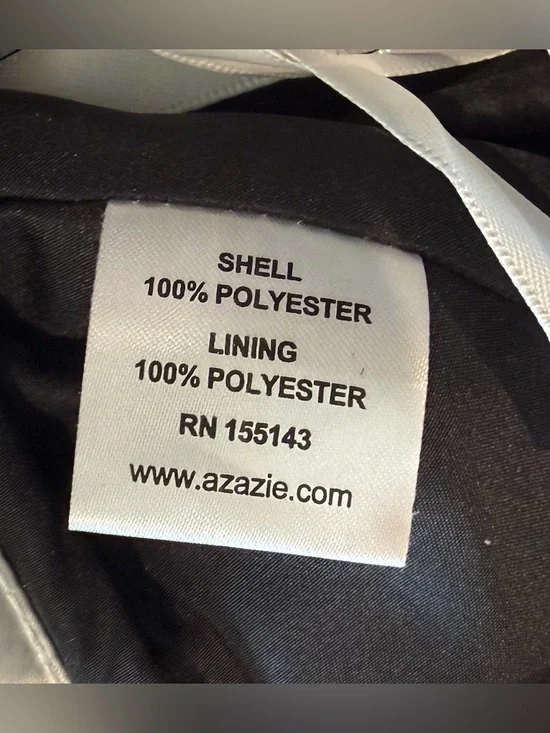 SHELL
100% POLYESTER
LINING
100% POLYESTER
RN 155143
www.azazie.com